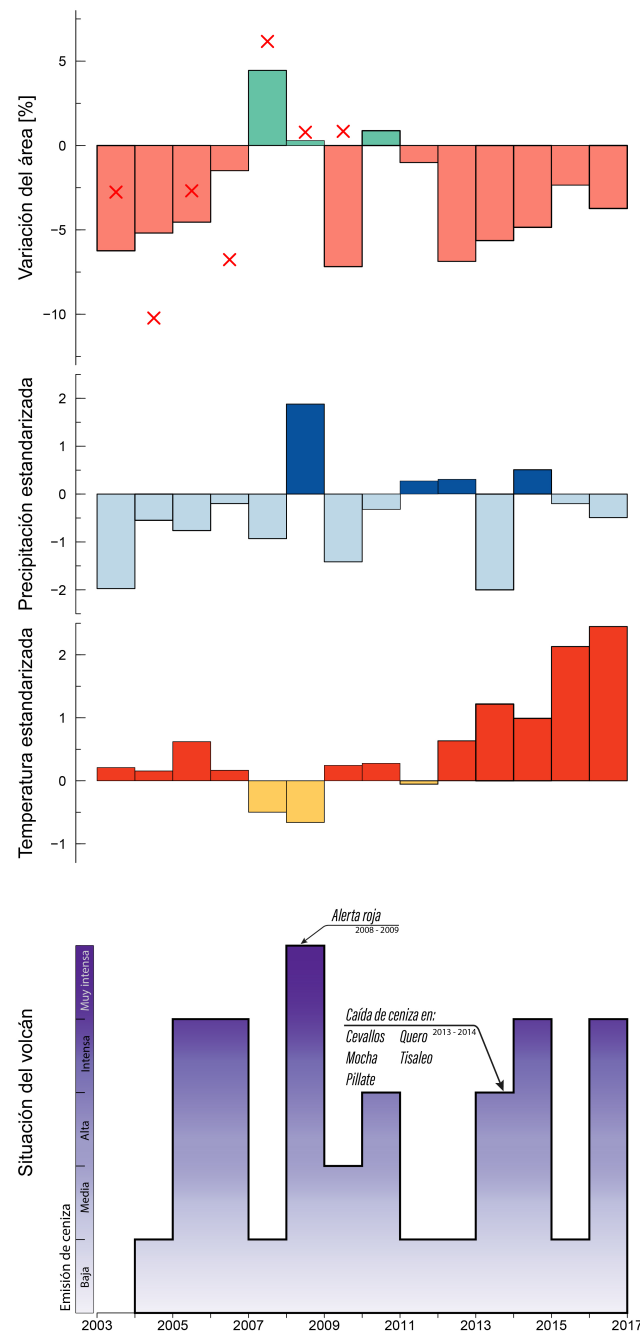 Variación del área [%]
5
0
−5
−10
Precipitación estandarizada
2
1
0
−1
−2
Temperatura estandarizada
2
1
0
−1
Situación del volcán
Emisión de ceniza
Muy intensa
Intensa
Alta
Media
Baja
Alerta roja
2008 - 2009
Caída de ceniza en:
Cevallos Quero 2013 - 2014
Mocha Tisaleo
Pillate
2003 2005 2007 2009 2011 2013 2015 2017